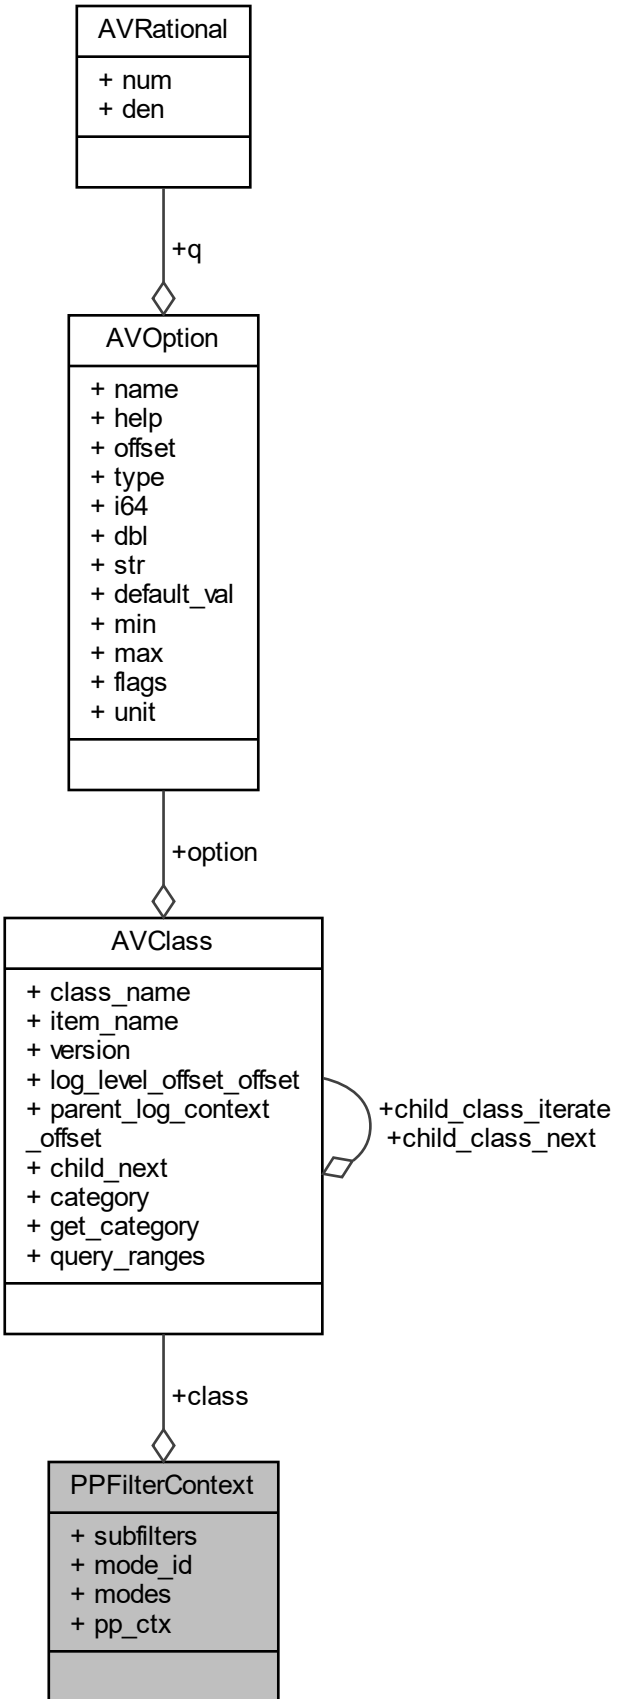 AVRational
+ num
+ den
+q
AVOption
+ name
+ help
+ offset
+ type
+ i64
+ dbl
+ str
+ default_val
+ min
+ max
+ flags
+ unit
+option
AVClass
+ class_name
+ item_name
+ version
+ log_level_offset_offset
+ parent_log_context
_offset
+ child_next
+ category
+ get_category
+ query_ranges
+child_class_iterate
+child_class_next
+class
PPFilterContext
+ subfilters
+ mode_id
+ modes
+ pp_ctx